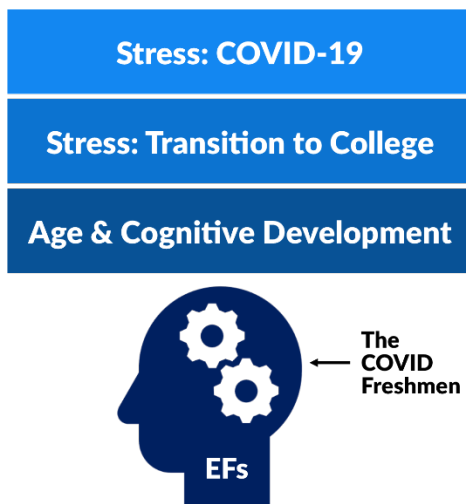 Stress: COVID-19
Stress: Transition to College
Age & Cognitive Development
The
COVID
Freshmen
EFs